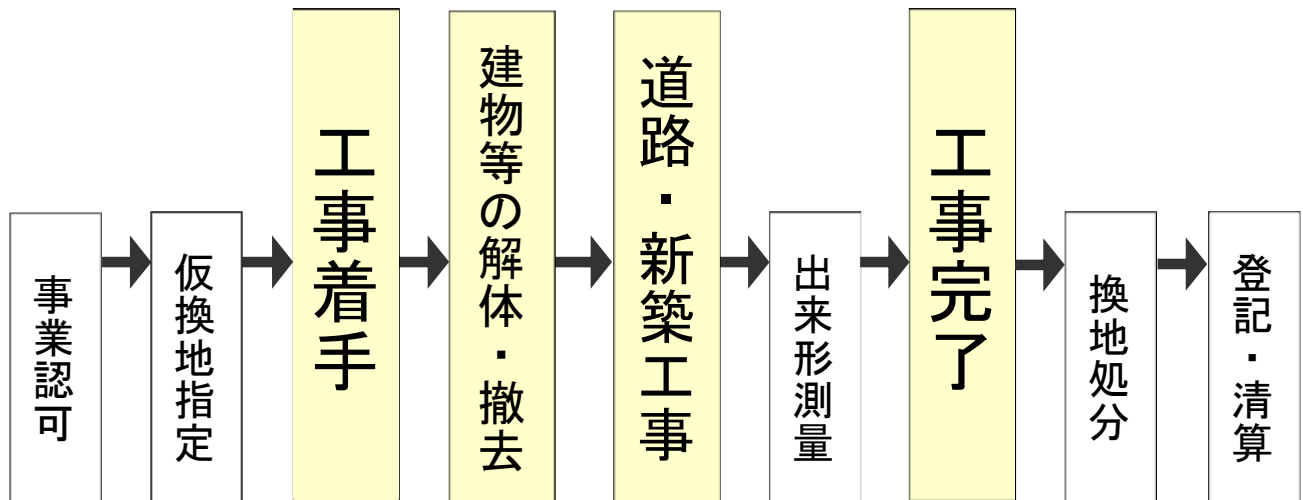 事業認可
仮換地指定
工事着手
建物等の解体・撤去
道路・新築工事
出来形測量
工事完了
換地処分
登記・清算